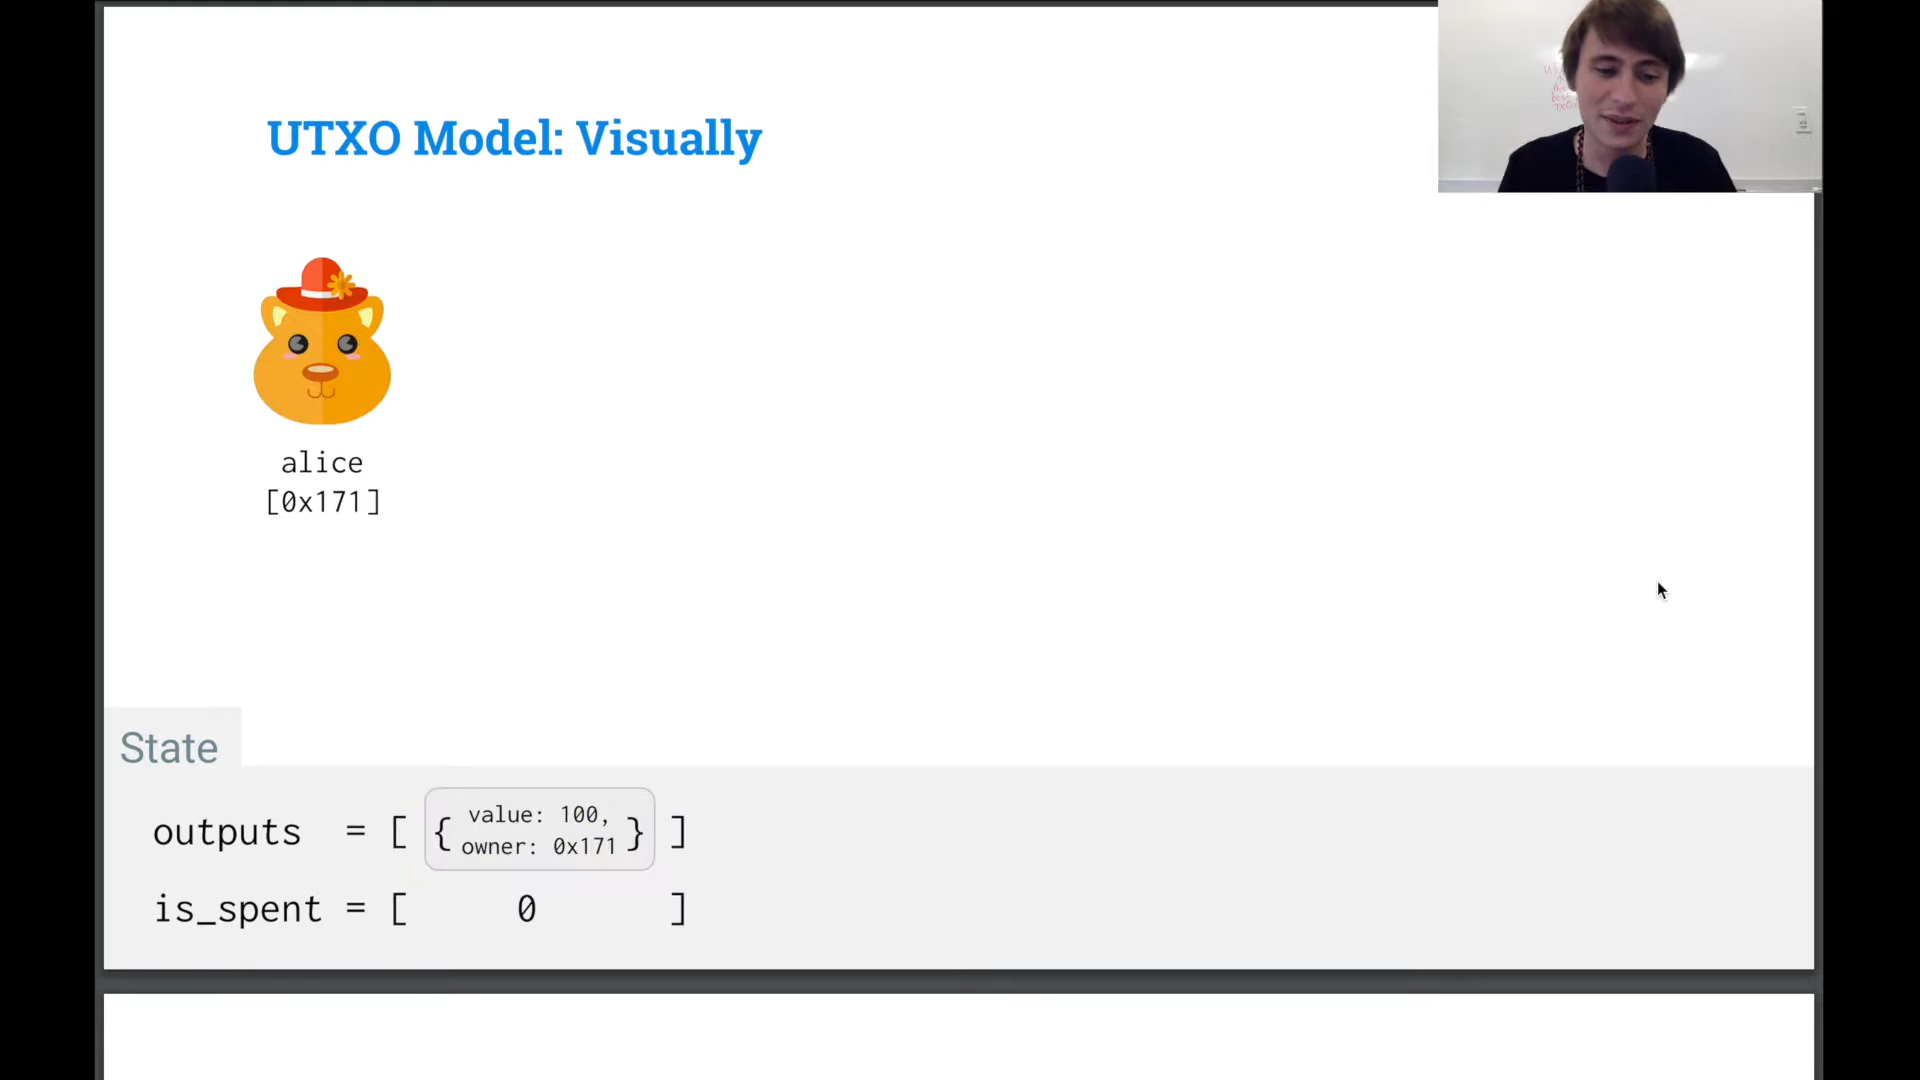 UTXO Model: Visually
alice
[0x171]
State
outputs = [ { value: 100,
owner: 0x171 } ]
is_spent = [ 0 ]